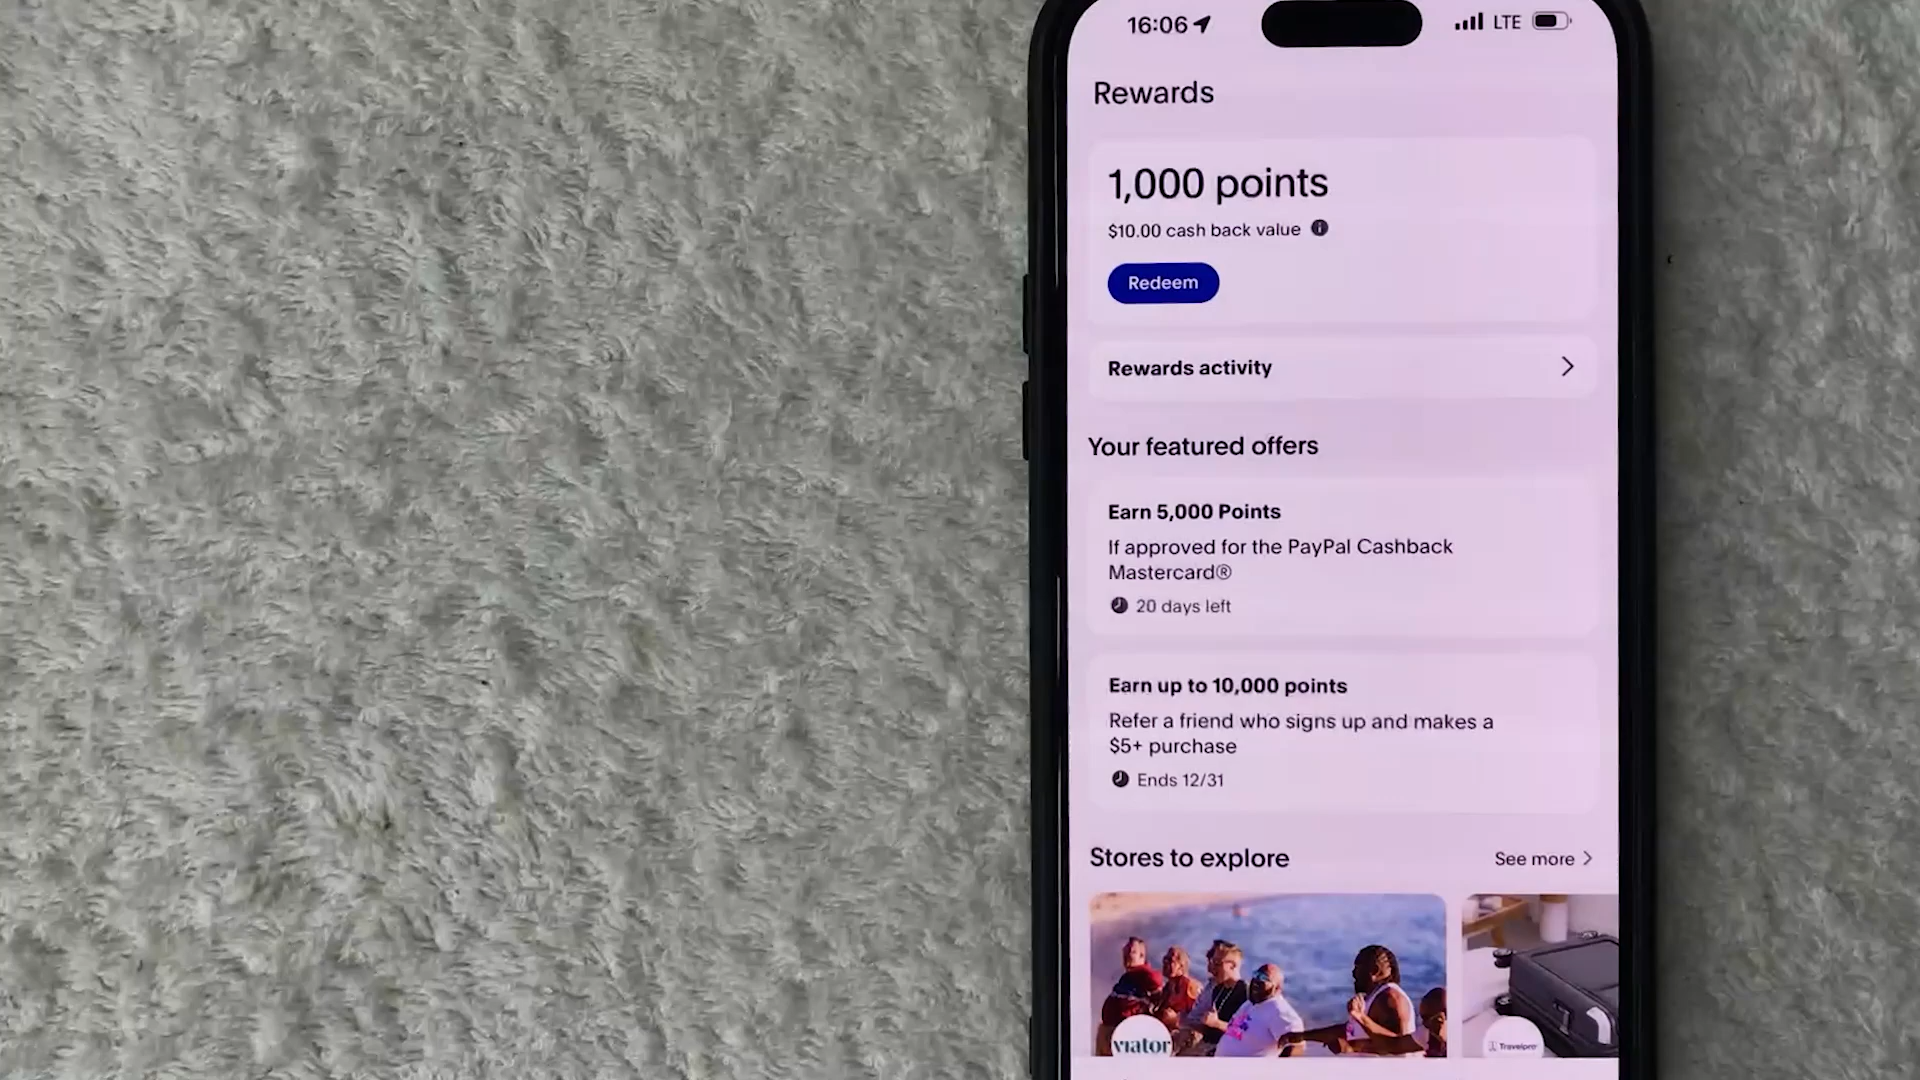 16:06
LTE
Rewards
1,000 points
$10.00 cash back value
Redeem
Rewards activity
Your featured offers
Earn 5,000 Points
If approved for the PayPal Cashback
Mastercard®
20 days left
Earn up to 10,000 points
Refer a friend who signs up and makes a
$5+ purchase
Ends 12/31
Stores to explore
See more
viator
Travelpro